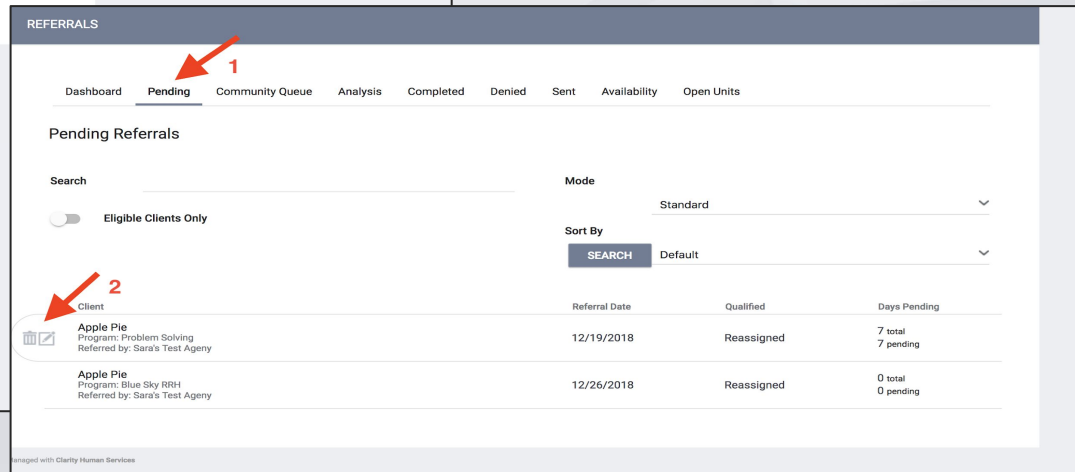 REFERRALS
1
Dashboard Pending Community Queue Analysis Completed Denied Sent Availability Open Units
Pending Referrals
Search
Mode
Standard
Eligible Clients Only
Sort By
SEARCH Default
2
Client Referral Date Qualified Days Pending
Apple Pie
Program: Problem Solving
Referred by: Sara's Test Ageny
12/19/2018 Reassigned
7 total
7 pending
Apple Pie
Program: Blue Sky RRH
Referred by: Sara's Test Ageny
12/26/2018 Reassigned
0 total
0 pending
anaged with Clarity Human Services